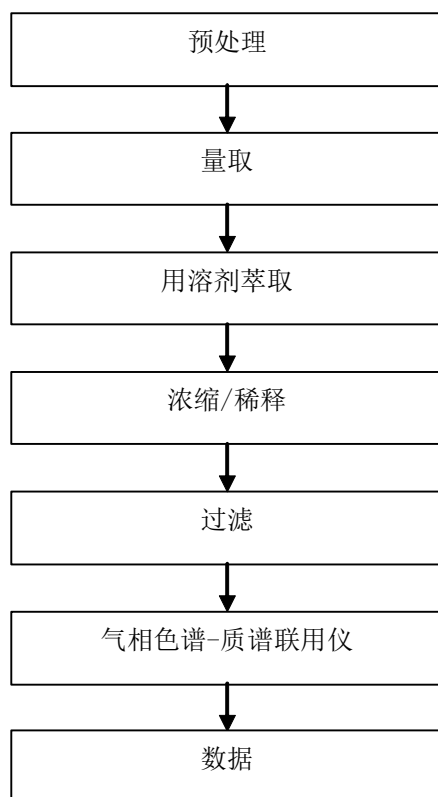 预处理
量取
用溶剂萃取
浓缩/稀释
过滤
气相色谱-质谱联用仪
数据